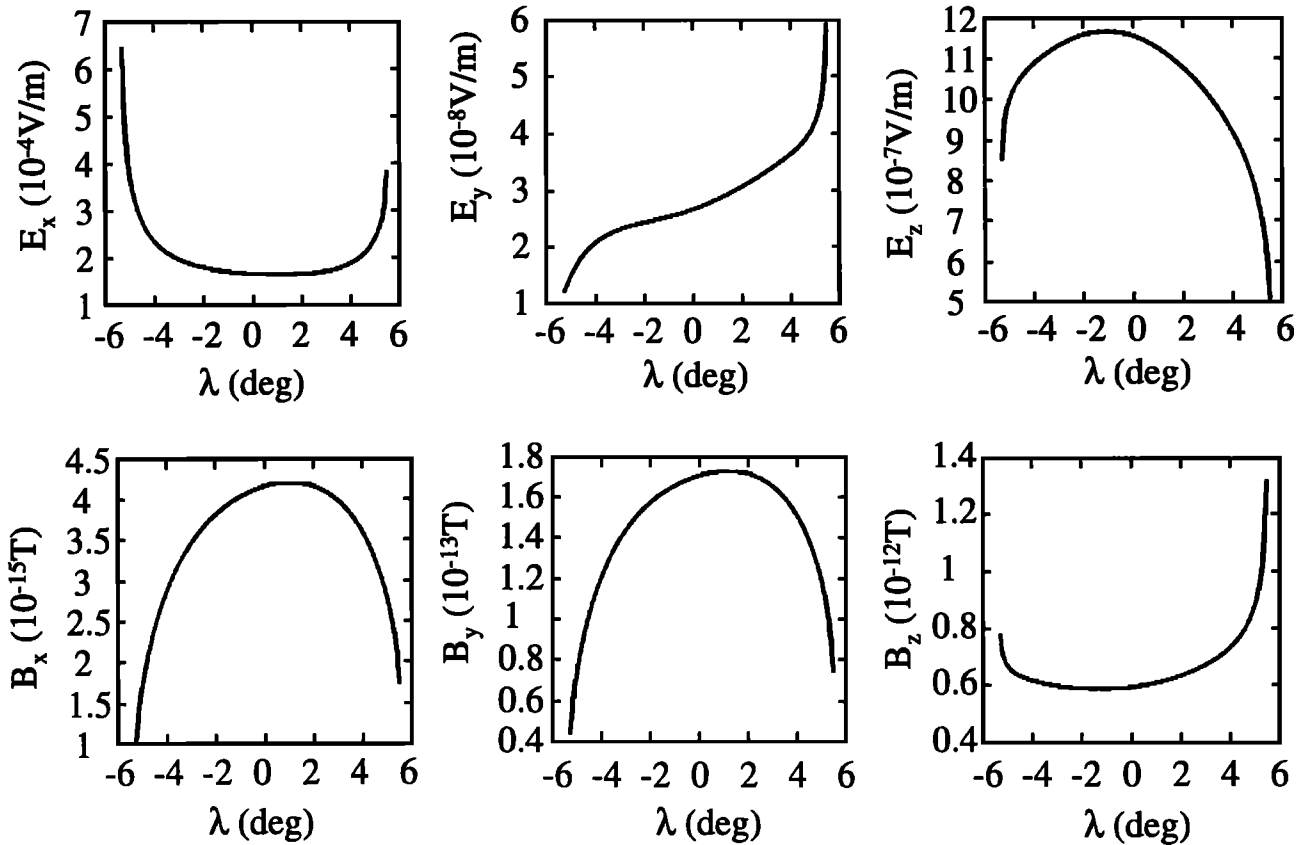 E_x (10^-4 V/m)
7
6
5
4
3
2
1
-6 -4 -2 0 2 4 6
λ (deg)
E_y (10^-8 V/m)
6
5
4
3
2
1
-6 -4 -2 0 2 4 6
λ (deg)
E_z (10^-7 V/m)
12
11
10
9
8
7
6
5
-6 -4 -2 0 2 4 6
λ (deg)
B_x (10^-15 T)
4.5
4
3.5
3
2.5
2
1.5
1
-6 -4 -2 0 2 4 6
λ (deg)
B_y (10^-13 T)
1.8
1.6
1.4
1.2
1
0.8
0.6
0.4
-6 -4 -2 0 2 4 6
λ (deg)
B_z (10^-12 T)
1.4
1.2
1
0.8
0.6
0.4
-6 -4 -2 0 2 4 6
λ (deg)